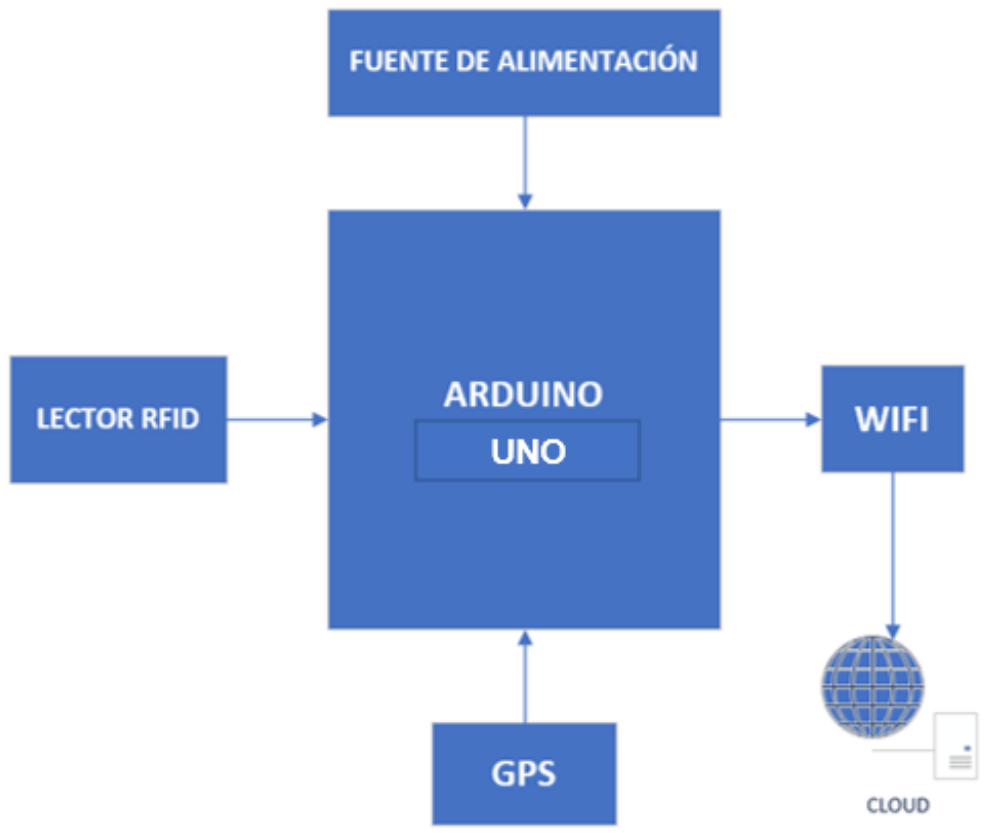 FUENTE DE ALIMENTACIÓN
LECTOR RFID
ARDUINO
UNO
WIFI
GPS
CLOUD